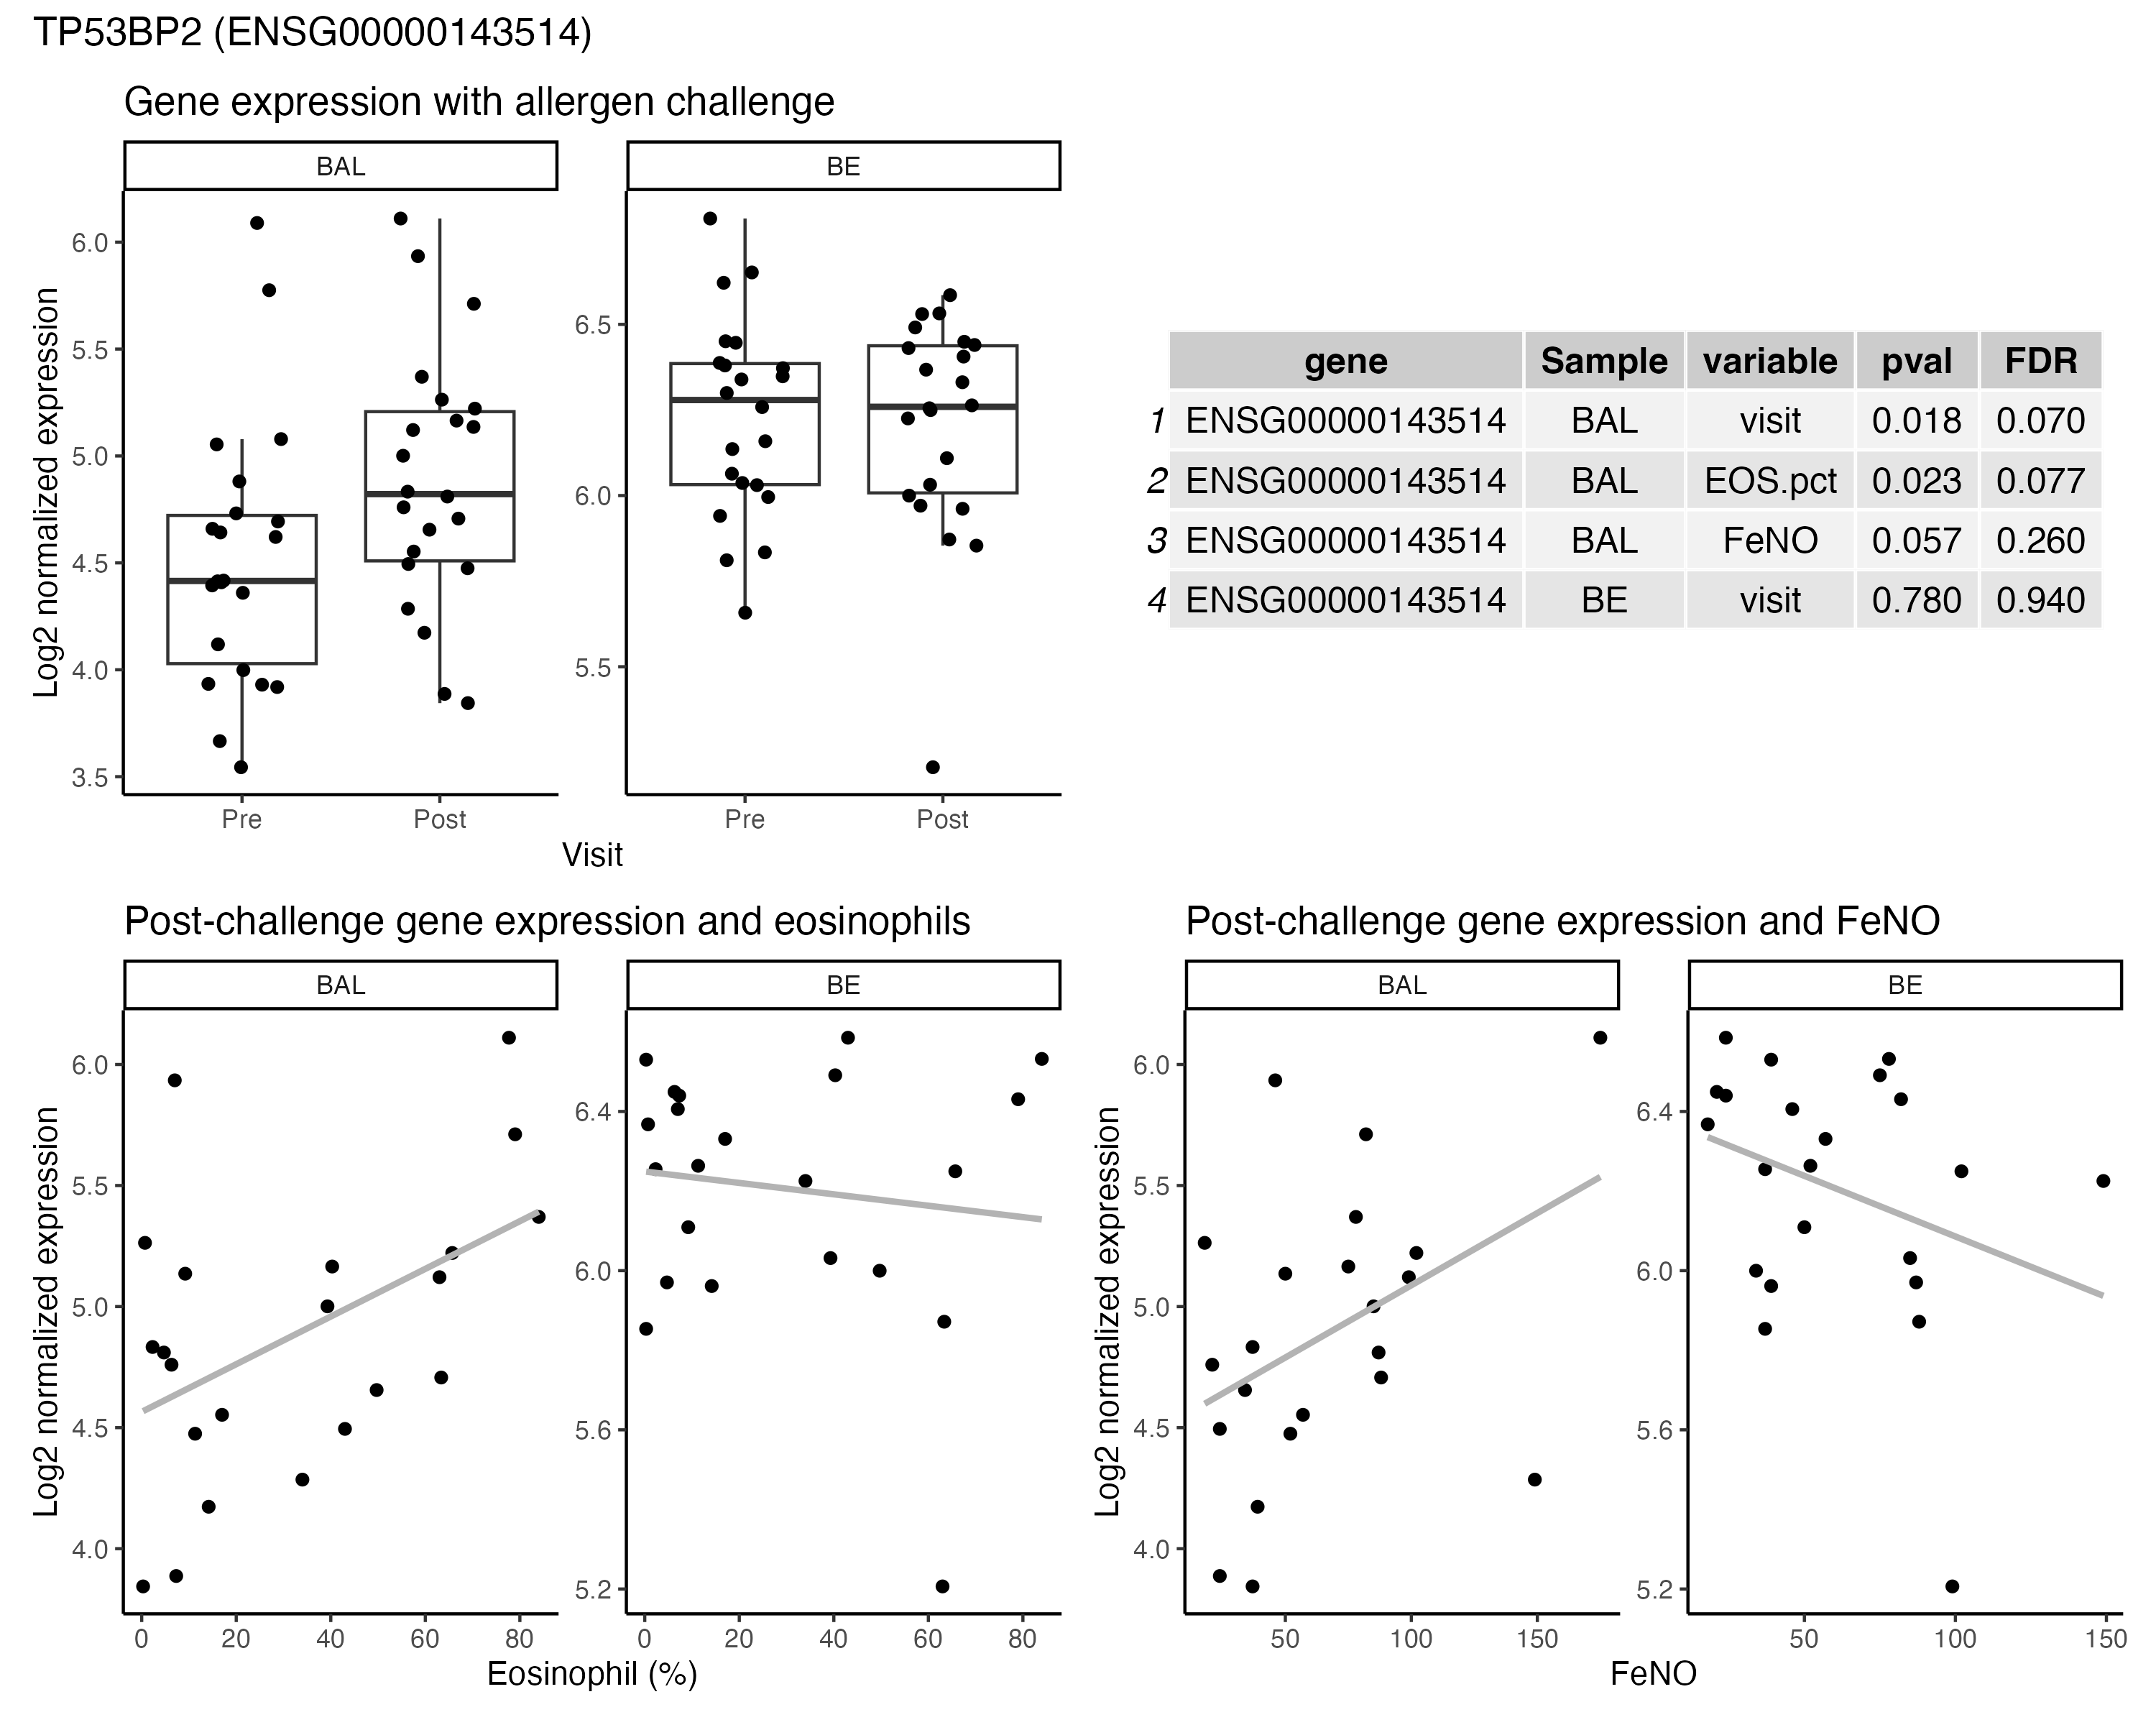 TP53BP2 (ENSG00000143514)
Gene expression with allergen challenge
BAL
BE
Log2 normalized expression
6.0
5.5
5.0
4.5
4.0
3.5
6.5
6.0
5.5
Pre
Post
Pre
Post
Visit
gene Sample variable pval FDR
1 ENSG00000143514 BAL visit 0.018 0.070
2 ENSG00000143514 BAL EOS.pct 0.023 0.077
3 ENSG00000143514 BAL FeNO 0.057 0.260
4 ENSG00000143514 BE visit 0.780 0.940
Post-challenge gene expression and eosinophils
BAL
BE
Log2 normalized expression
6.0
5.5
5.0
4.5
4.0
6.4
6.0
5.6
5.2
0 20 40 60 80
0 20 40 60 80
Eosinophil (%)
Post-challenge gene expression and FeNO
BAL
BE
Log2 normalized expression
6.0
5.5
5.0
4.5
4.0
6.4
6.0
5.6
5.2
50 100 150
50 100 150
FeNO